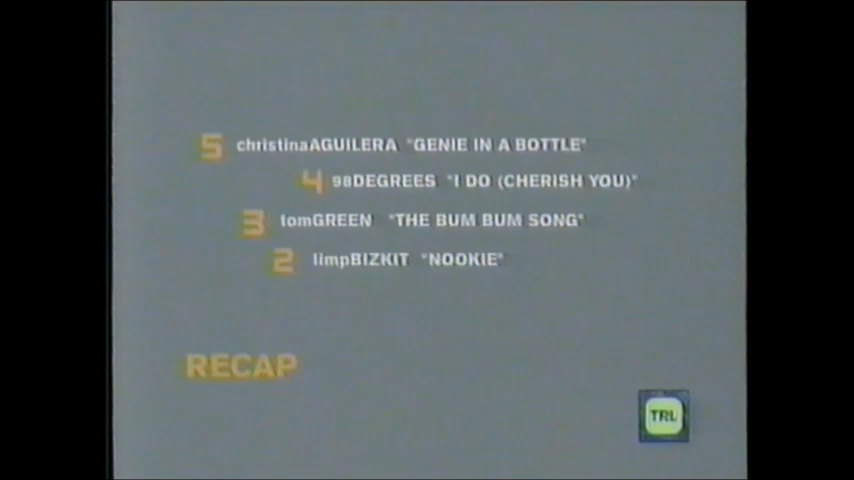 5 christinaAGUILERA "GENIE IN A BOTTLE"
4 98DEGREES "I DO (CHERISH YOU)"
3 tomGREEN "THE BUM BUM SONG"
2 limpBIZKIT "NOOKIE"
RECAP
TRL